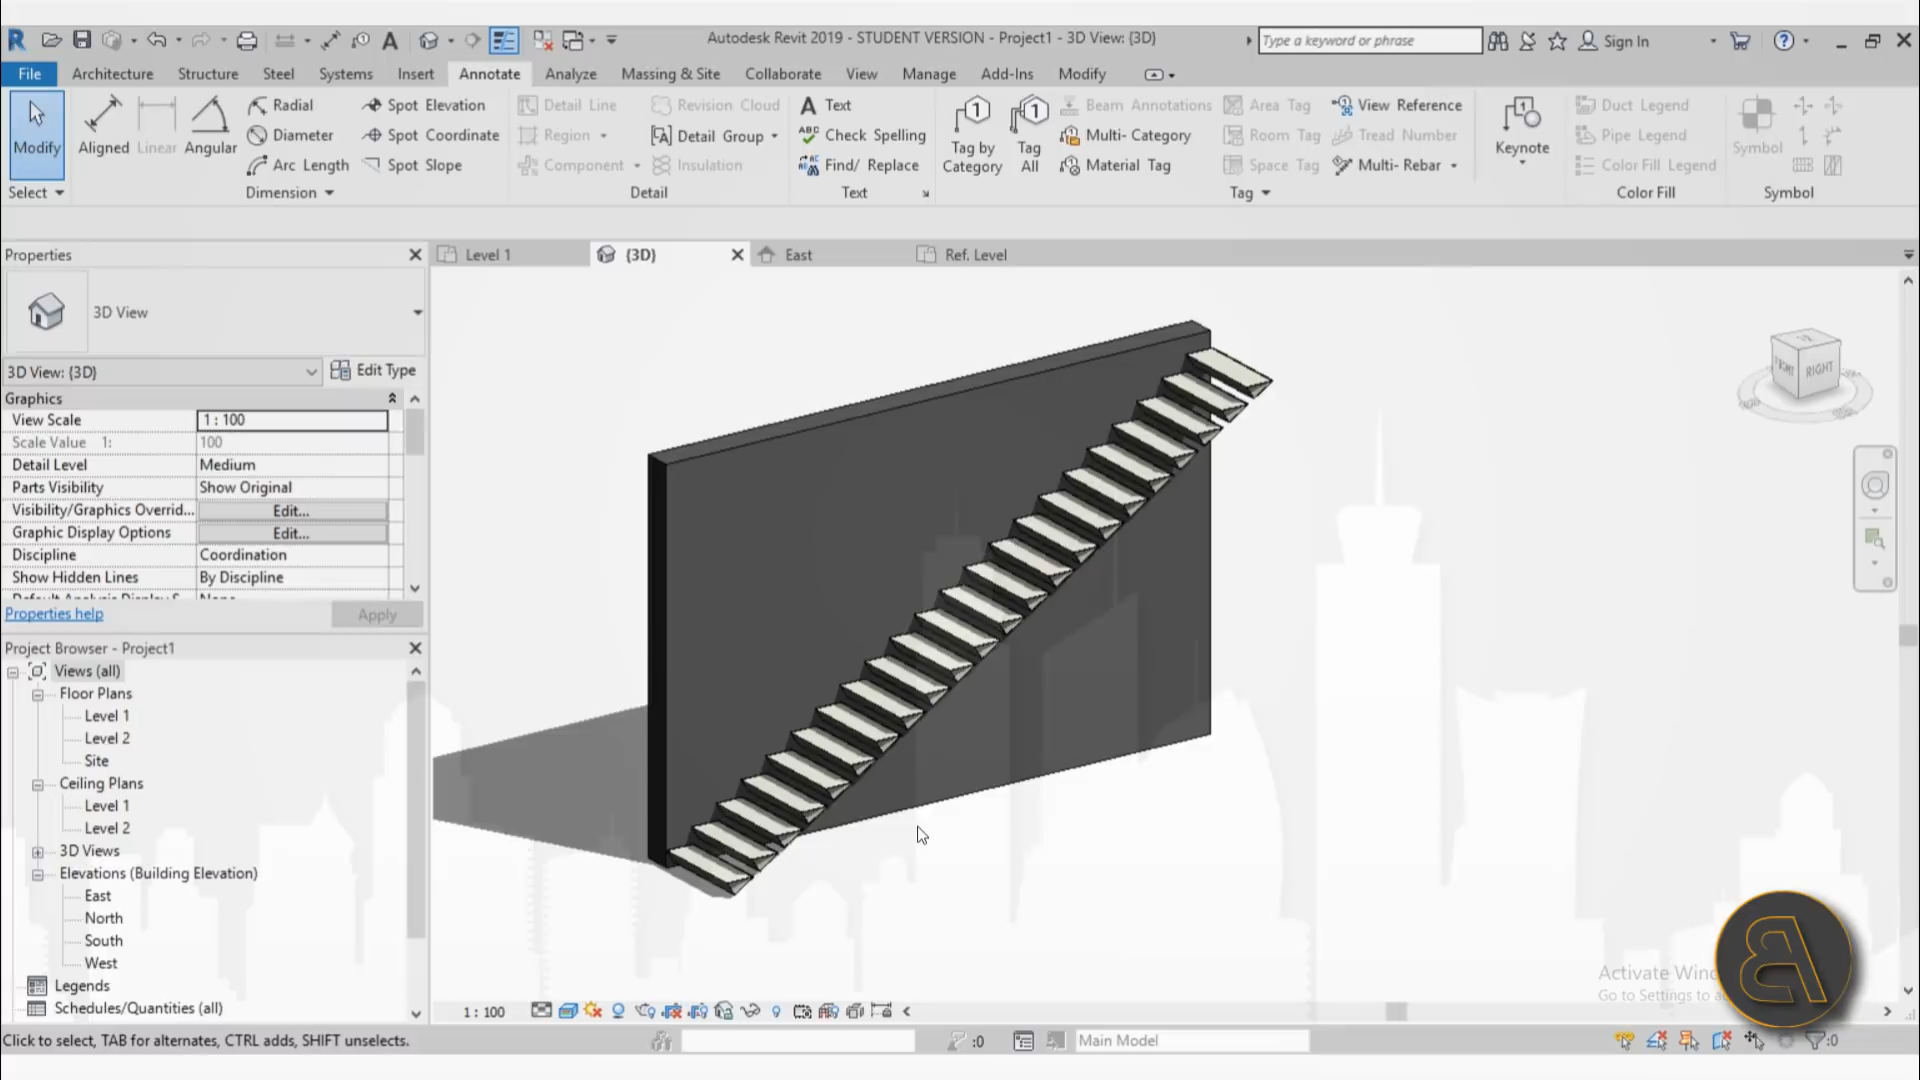 Autodesk Revit 2019 - STUDENT VERSION - Project1 - 3D View: {3D}
Type a keyword or phrase
Sign In
File Architecture Structure Steel Systems Insert Annotate Analyze Massing & Site Collaborate View Manage Add-Ins Modify
Modify
Aligned
Linear
Angular
Radial
Diameter
Arc Length
Spot Elevation
Spot Coordinate
Spot Slope
Detail Line
Region
Component
Revision Cloud
Detail Group
Insulation
Text
Check Spelling
Find/ Replace
Tag by
Category
Tag
All
Beam Annotations
Multi- Category
Material Tag
Area Tag
Room Tag
Space Tag
View Reference
Tread Number
Multi- Rebar
Keynote
Duct Legend
Pipe Legend
Color Fill Legend
Symbol
Select Dimension Detail Text Tag Color Fill Symbol
Properties
Level 1 {3D} East Ref. Level
3D View
3D View: {3D}
Edit Type
Graphics
View Scale 1 : 100
Scale Value 1: 100
Detail Level Medium
Parts Visibility Show Original
Visibility/Graphics Overrid... Edit...
Graphic Display Options Edit...
Discipline Coordination
Show Hidden Lines By Discipline
Properties help
Apply
FRONT RIGHT
Project Browser - Project1
Views (all)
Floor Plans
Level 1
Level 2
Site
Ceiling Plans
Level 1
Level 2
3D Views
Elevations (Building Elevation)
East
North
South
West
Legends
Schedules/Quantities (all)
Activate Wind
Go to Settings to a
1 : 100
Click to select, TAB for alternates, CTRL adds, SHIFT unselects.
:0
Main Model
:0